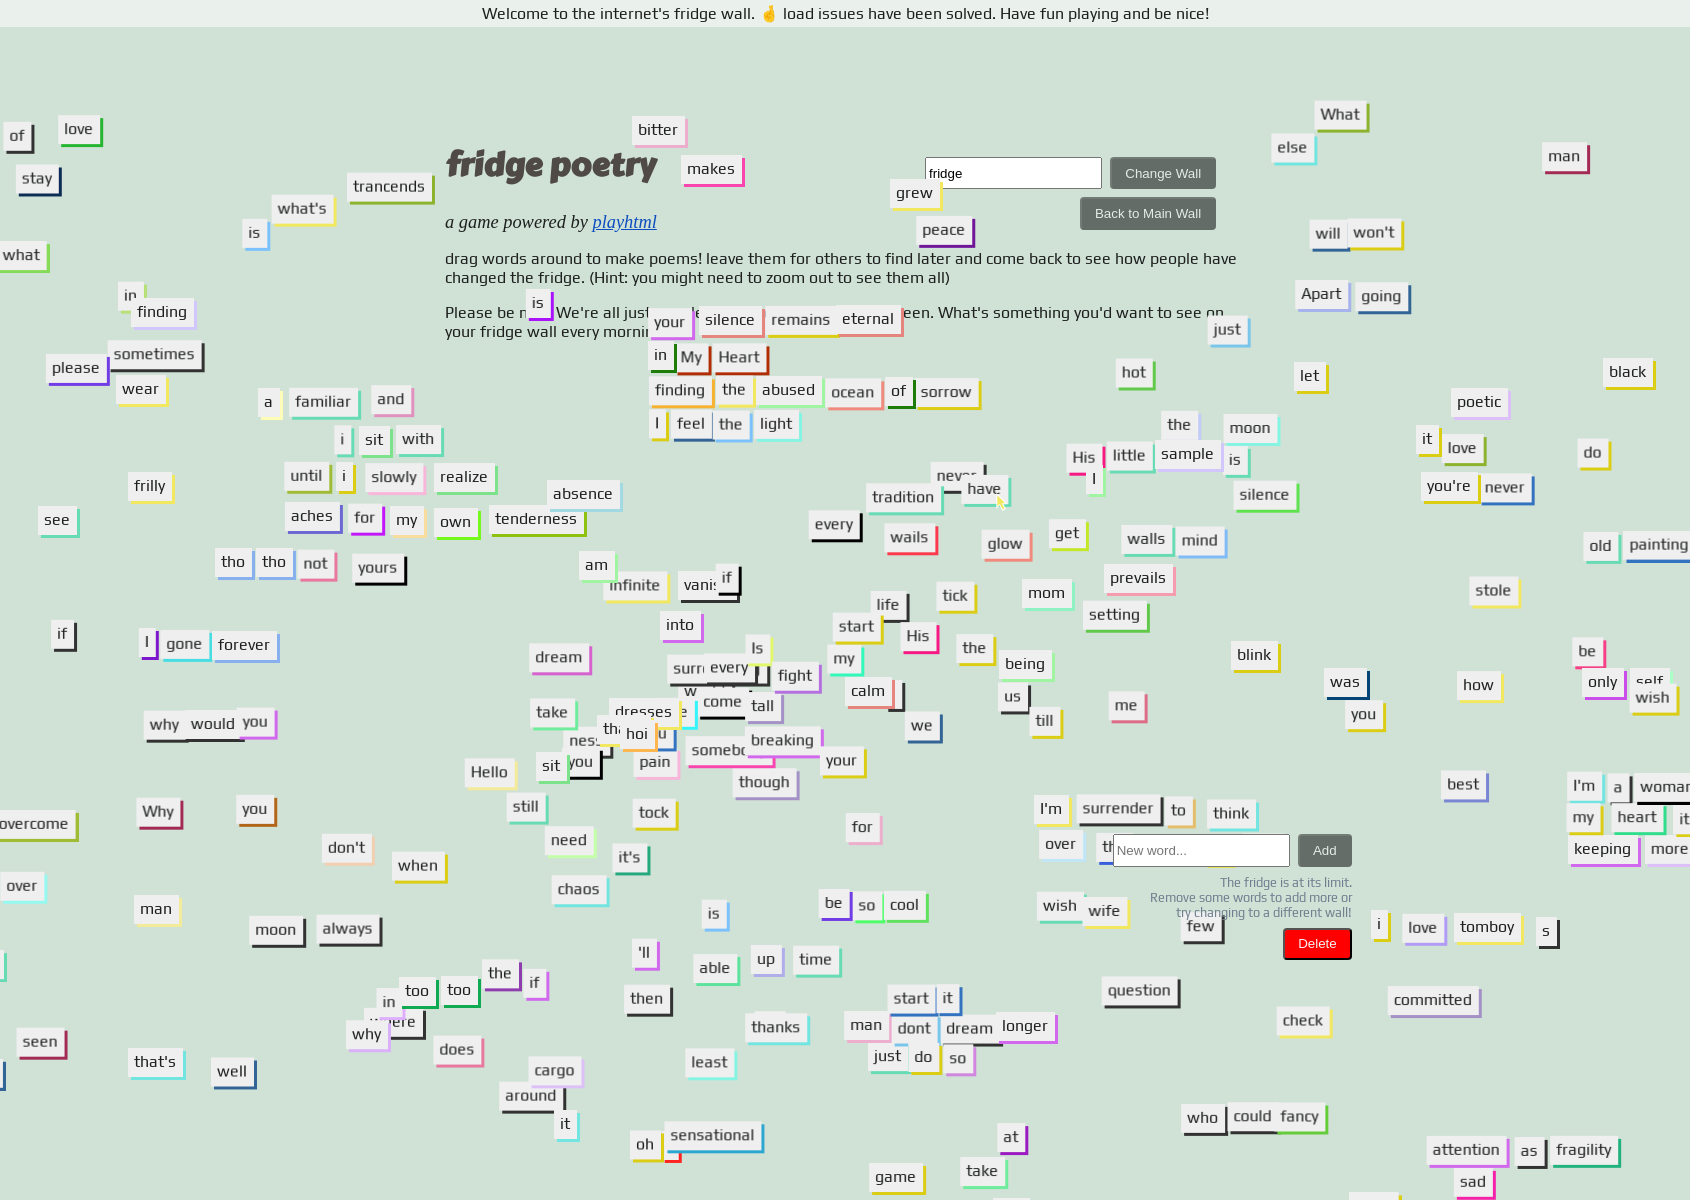 Welcome to the internet's fridge wall. 🤞 load issues have been solved. Have fun playing and be nice!
of love bitter What
else man
stay fridge poetry makes fridge Change Wall
trancends grew
what's Back to Main Wall
is a game powered by playhtml peace will won't
what drag words around to make poems! leave them for others to find later and come back to see how people have
changed the fridge. (Hint: you might need to zoom out to see them all)
in Apart going
finding is
Please be We're all just een. What's something you'd want to see on
your silence remains eternal
your fridge wall every just
sometimes in My Heart
please hot let black
wear finding the abused ocean of sorrow
a familiar and poetic
I feel the light the moon
i sit with it love do
His little sample is
until i slowly realize never I
frilly absence tradition have silence you're never
see aches for my own tenderness every
wails glow get walls mind old painting
tho tho not yours am
infinite if prevails stole
life tick mom
into start setting
if I gone forever His
dream Is my the being blink be
every fight
calm us was how only self
take dresses come tall me wish
why would you hoi u we till you
breaking
sit you pain your
Hello though best I'm a woman
Why you still tock I'm surrender to think my heart it
overcome for
don't need over keeping more
when it's New word... Add
over chaos The fridge is at its limit.
Remove some words to add more or
man is be so cool wish wife try changing to a different wall!
moon always few i love tomboy s
'll Delete
able up time
the if
in too too then start it question committed
why thanks man dont dream longer check
seen does just do so
that's well least
cargo
around
it who could fancy
oh sensational at
attention as fragility
game take sad